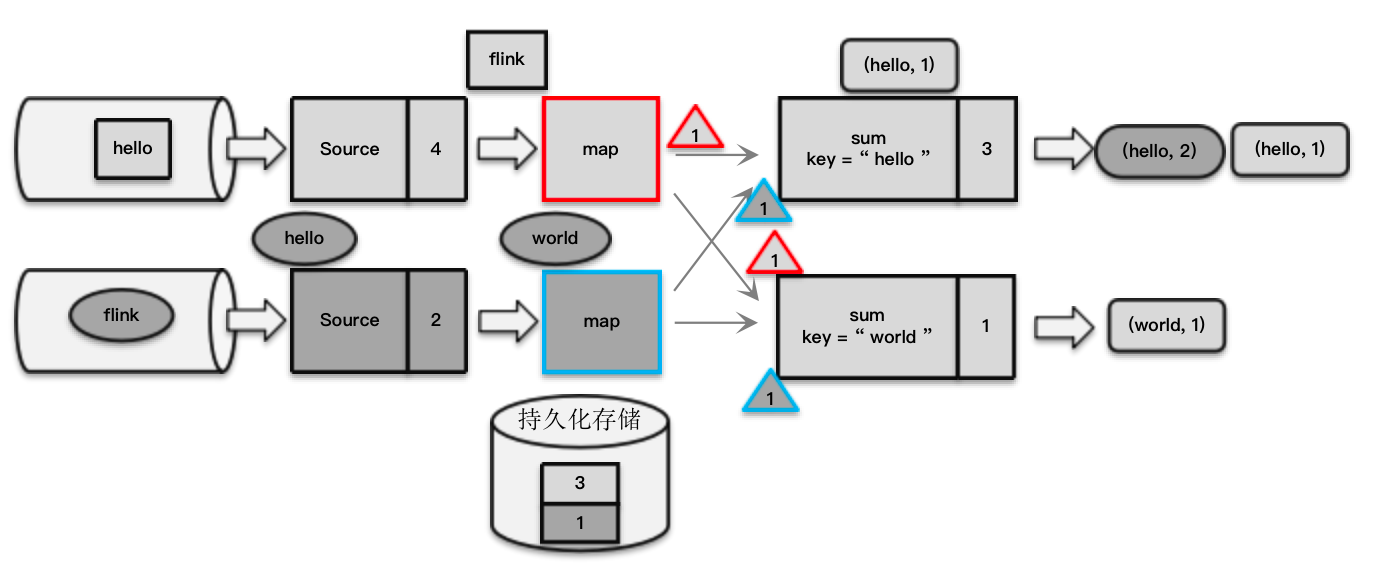 flink
(hello, 1)
hello
Source
4
map
1
sum
key = “ hello ”
3
(hello, 2)
(hello, 1)
1
hello
world
1
flink
Source
2
map
sum
key = “ world ”
1
(world, 1)
1
持久化存储
3
1